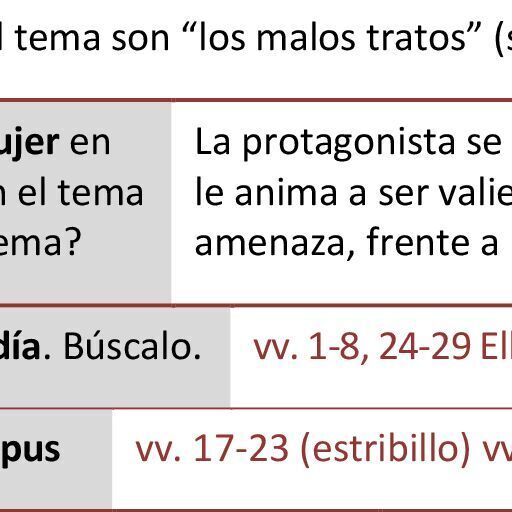 l tema son “los malos tratos” (s
ujer en
n el tema
ema?
La protagonista se
le anima a ser valie
amenaza, frente a
día. Búscalo.
vv. 1-8, 24-29 Ell
pus
vv. 17-23 (estribillo) vv